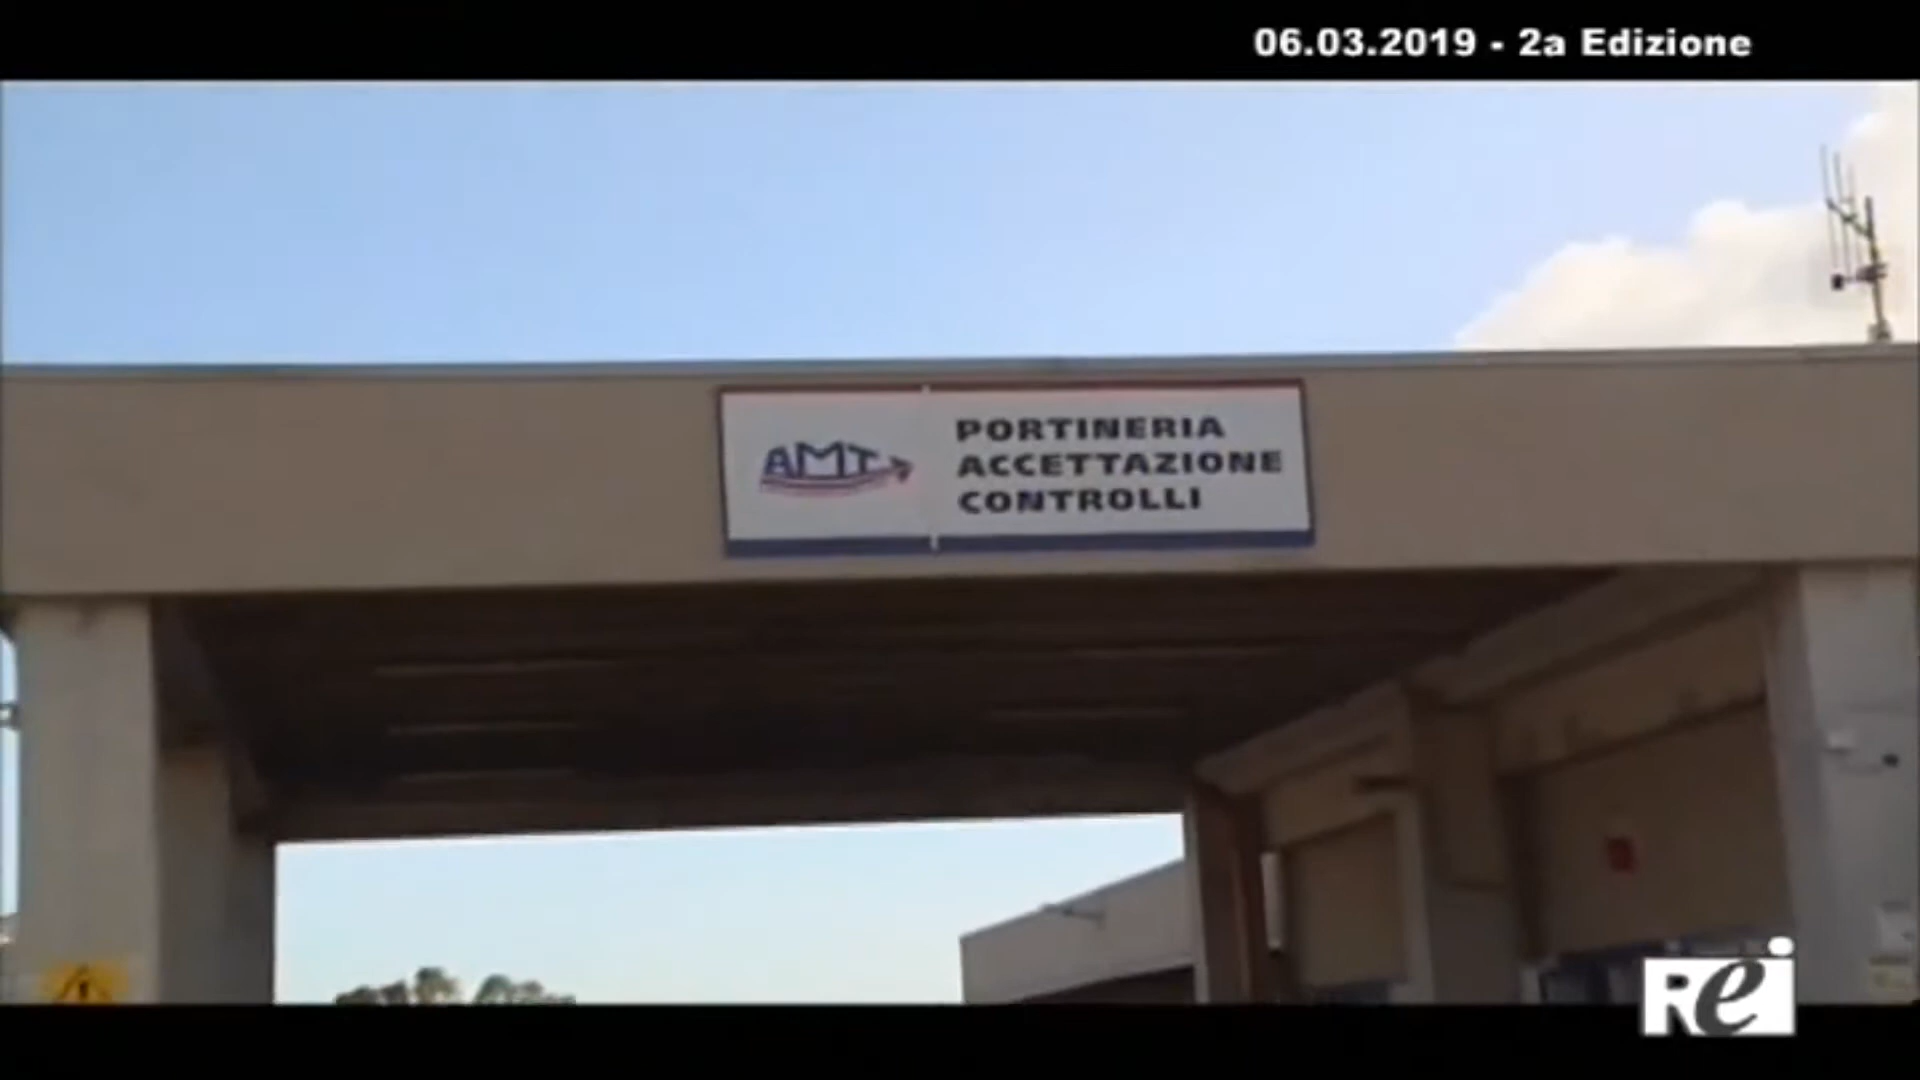 06.03.2019 - 2a Edizione
AMT
PORTINERIA
ACCETTAZIONE
CONTROLLI
Rei